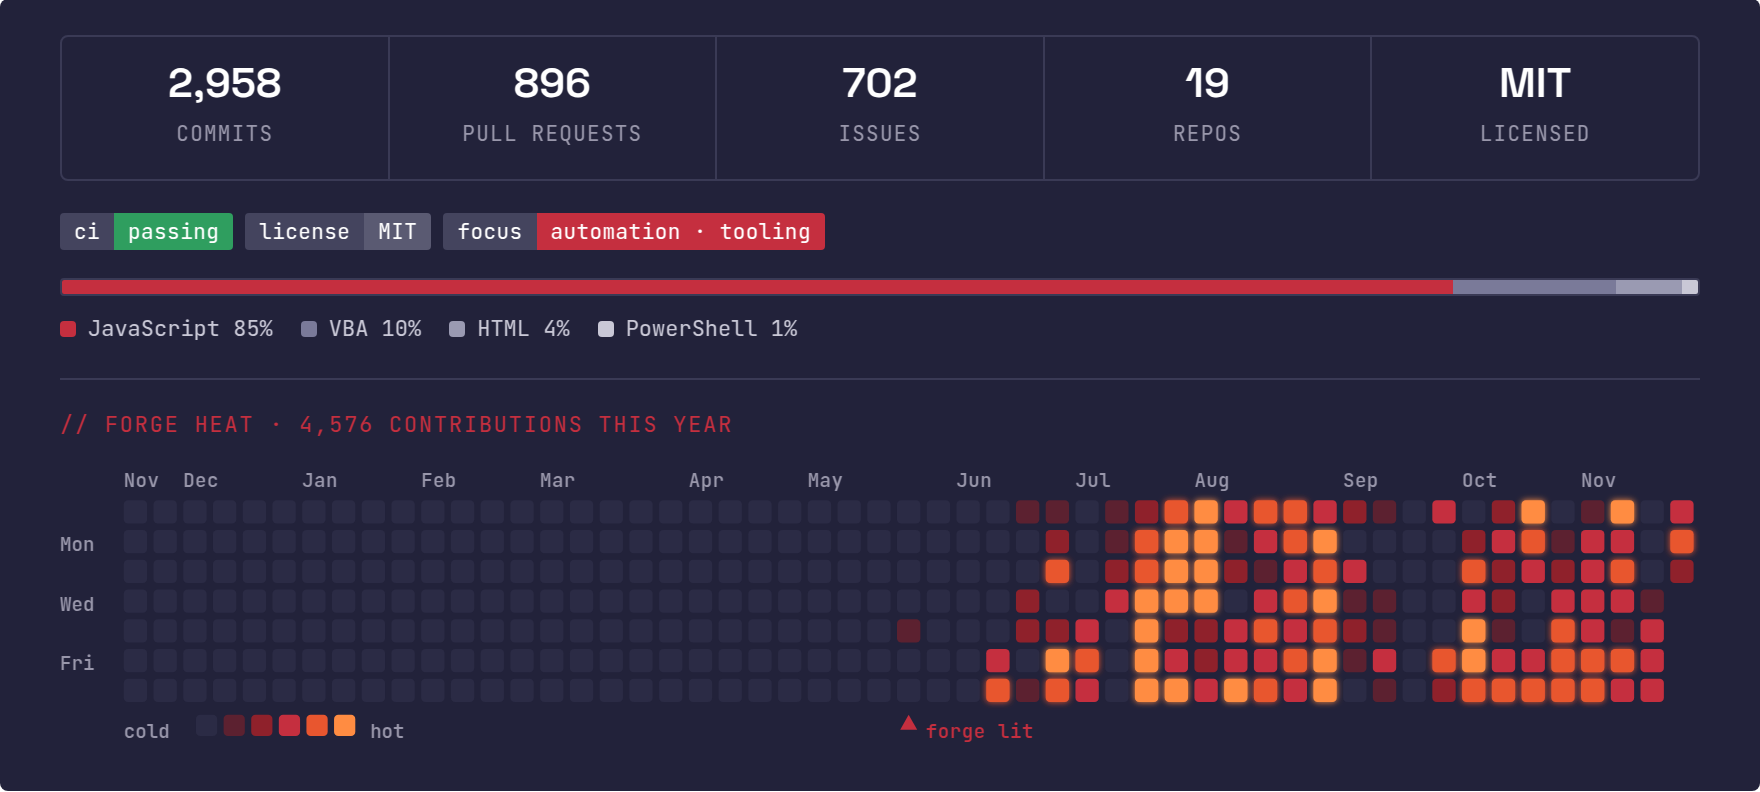 2,958 896 702 19 MIT
COMMITS PULL REQUESTS ISSUES REPOS LICENSED
ci passing license MIT focus automation · tooling
JavaScript 85% VBA 10% HTML 4% PowerShell 1%
// FORGE HEAT · 4,576 CONTRIBUTIONS THIS YEAR
Nov Dec Jan Feb Mar Apr May Jun Jul Aug Sep Oct Nov
Mon
Wed
Fri
cold hot forge lit